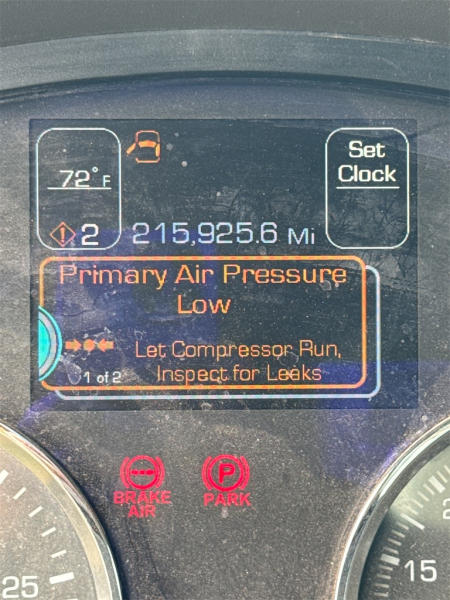 72°F
Set
Clock
2
215,925.6 Mi
Primary Air Pressure
Low
Let Compressor Run,
Inspect for Leaks
1 of 2
BRAKE
AIR
P
PARK
25
15